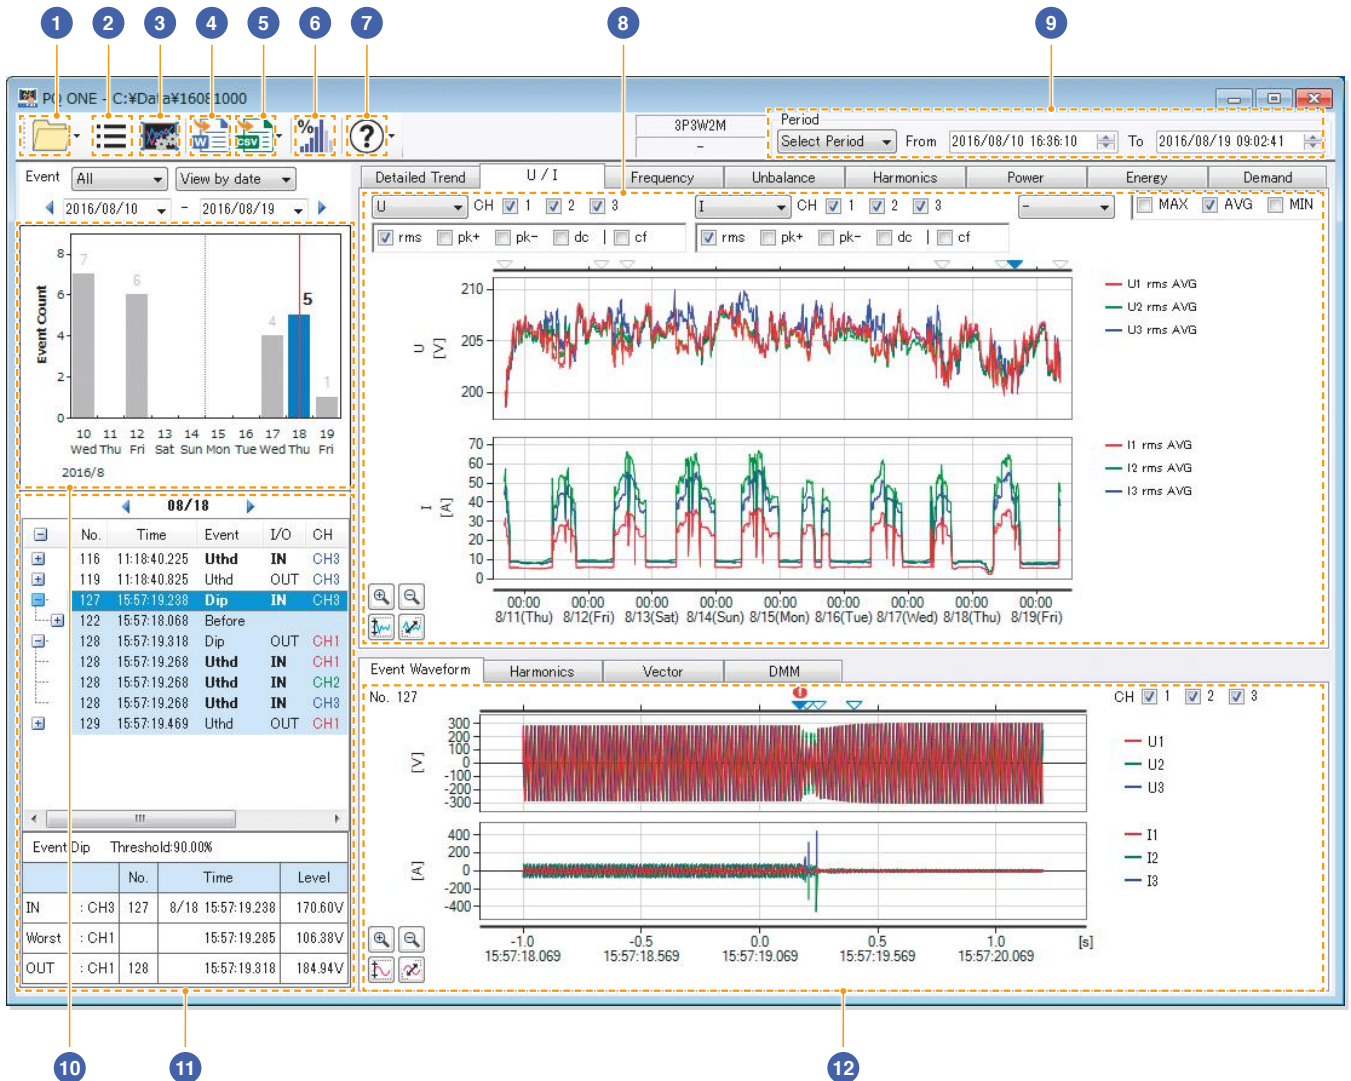 1 2 3 4 5 6 7 8 9
PQ ONE - C:¥Data¥16081000
W CSV % ?
3P3W2M
-
Period
Select Period From 2016/08/10 16:36:10 To 2016/08/19 09:02:41
Event All View by date
2016/08/10 - 2016/08/19
Detailed Trend U / I Frequency Unbalance Harmonics Power Energy Demand
U CH 1 2 3 I CH 1 2 3 - MAX AVG MIN
rms pk+ pk- dc | cf rms pk+ pk- dc | cf
Event Count
8
6
4
2
0
7 6 4 5 1
10 11 12 13 14 15 16 17 18 19
Wed Thu Fri Sat Sun Mon Tue Wed Thu Fri
2016/8
U [V]
210
205
200
U1 rms AVG
U2 rms AVG
U3 rms AVG
I [A]
70
60
50
40
30
20
10
0
I1 rms AVG
I2 rms AVG
I3 rms AVG
00:00 00:00 00:00 00:00 00:00 00:00 00:00 00:00 00:00
8/11(Thu) 8/12(Fri) 8/13(Sat) 8/14(Sun) 8/15(Mon) 8/16(Tue) 8/17(Wed) 8/18(Thu) 8/19(Fri)
08/18
No. Time Event I/O CH
116 11:18:40.225 Uthd IN CH3
119 11:18:40.825 Uthd OUT CH3
127 15:57:19.238 Dip IN CH3
122 15:57:18.068 Before
128 15:57:19.318 Dip OUT CH1
128 15:57:19.268 Uthd IN CH1
128 15:57:19.268 Uthd IN CH2
128 15:57:19.268 Uthd IN CH3
129 15:57:19.469 Uthd OUT CH1
Event Dip Threshold:90.00%
No. Time Level
IN : CH3 127 8/18 15:57:19.238 170.60V
Worst : CH1 15:57:19.285 106.38V
OUT : CH1 128 15:57:19.318 184.94V
Event Waveform Harmonics Vector DMM
No. 127 CH 1 2 3
[V]
300
200
100
0
-100
-200
-300
U1
U2
U3
[A]
400
200
0
-200
-400
I1
I2
I3
-1.0 -0.5 0.0 0.5 1.0 [s]
15:57:18.069 15:57:18.569 15:57:19.069 15:57:19.569 15:57:20.069
10 11 12